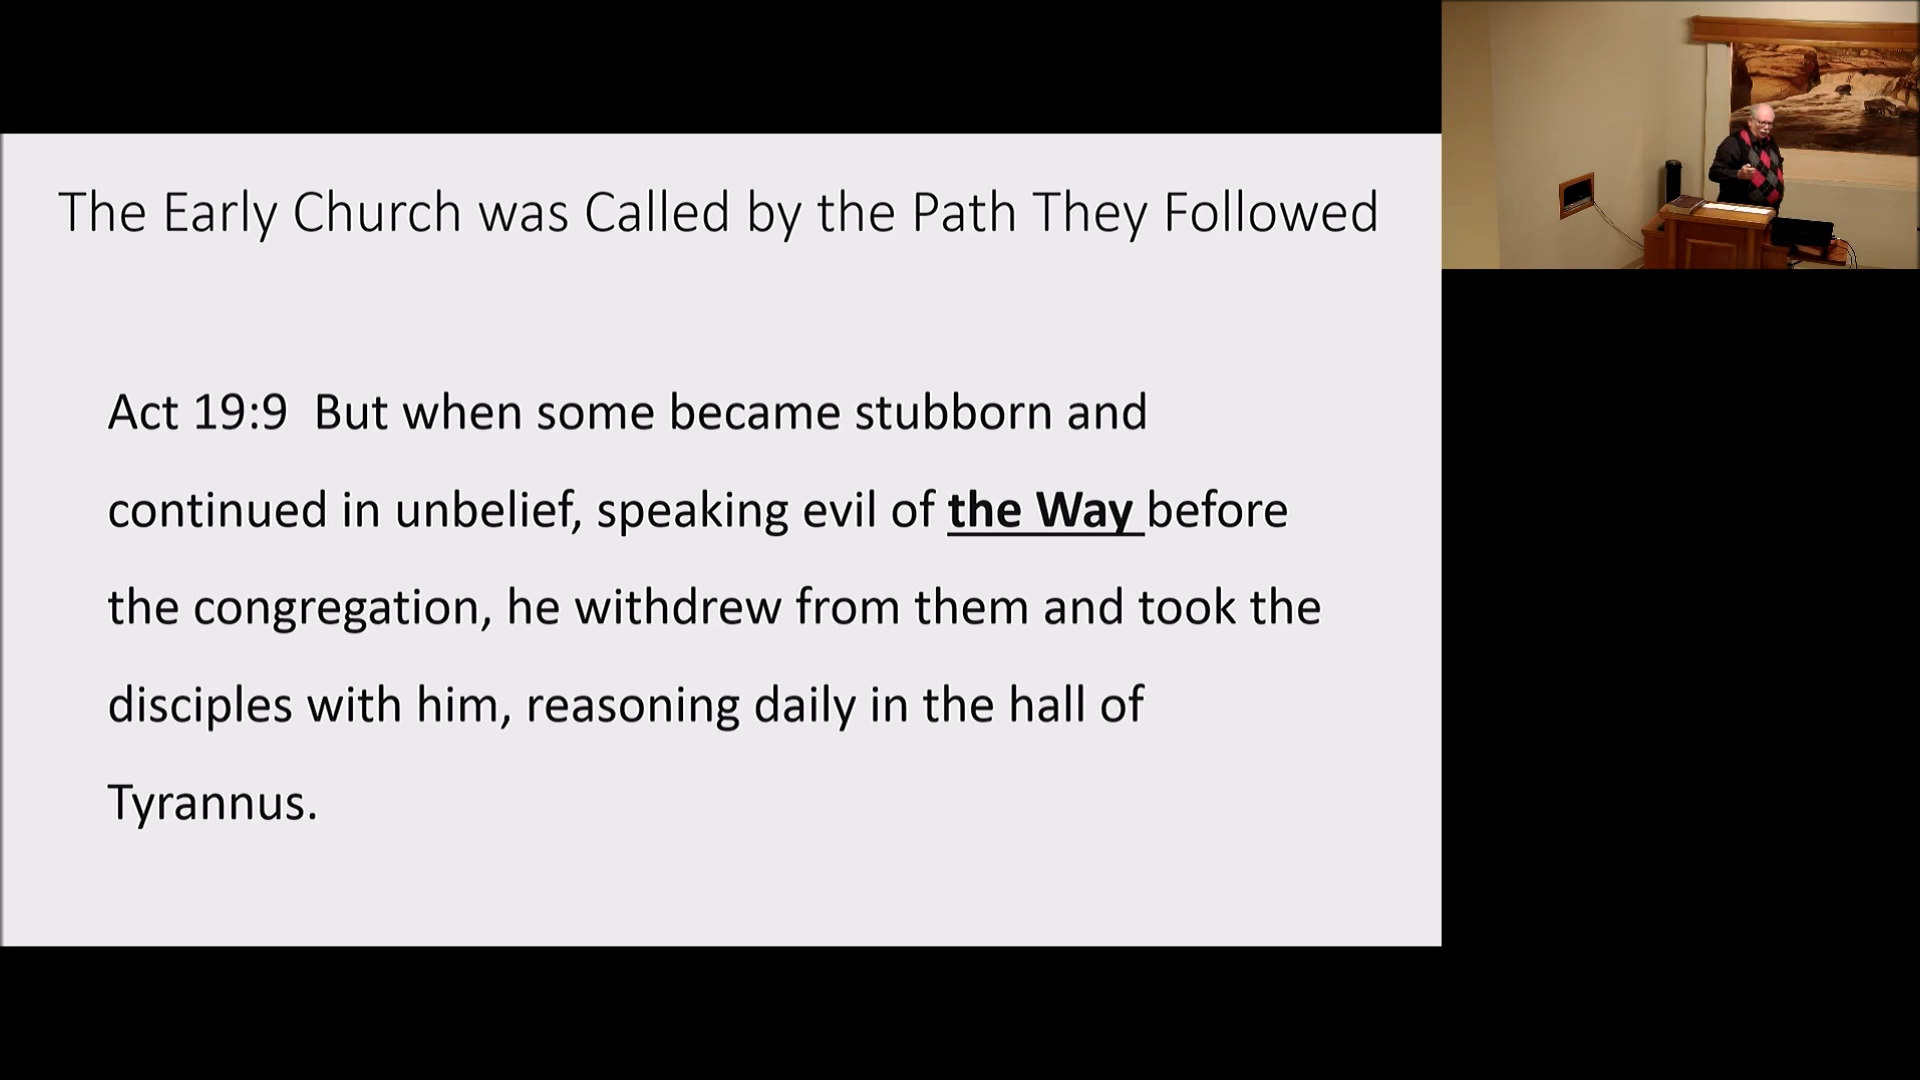 The Early Church was Called by the Path They Followed
Act 19:9  But when some became stubborn and
continued in unbelief, speaking evil of the Way before
the congregation, he withdrew from them and took the
disciples with him, reasoning daily in the hall of
Tyrannus.